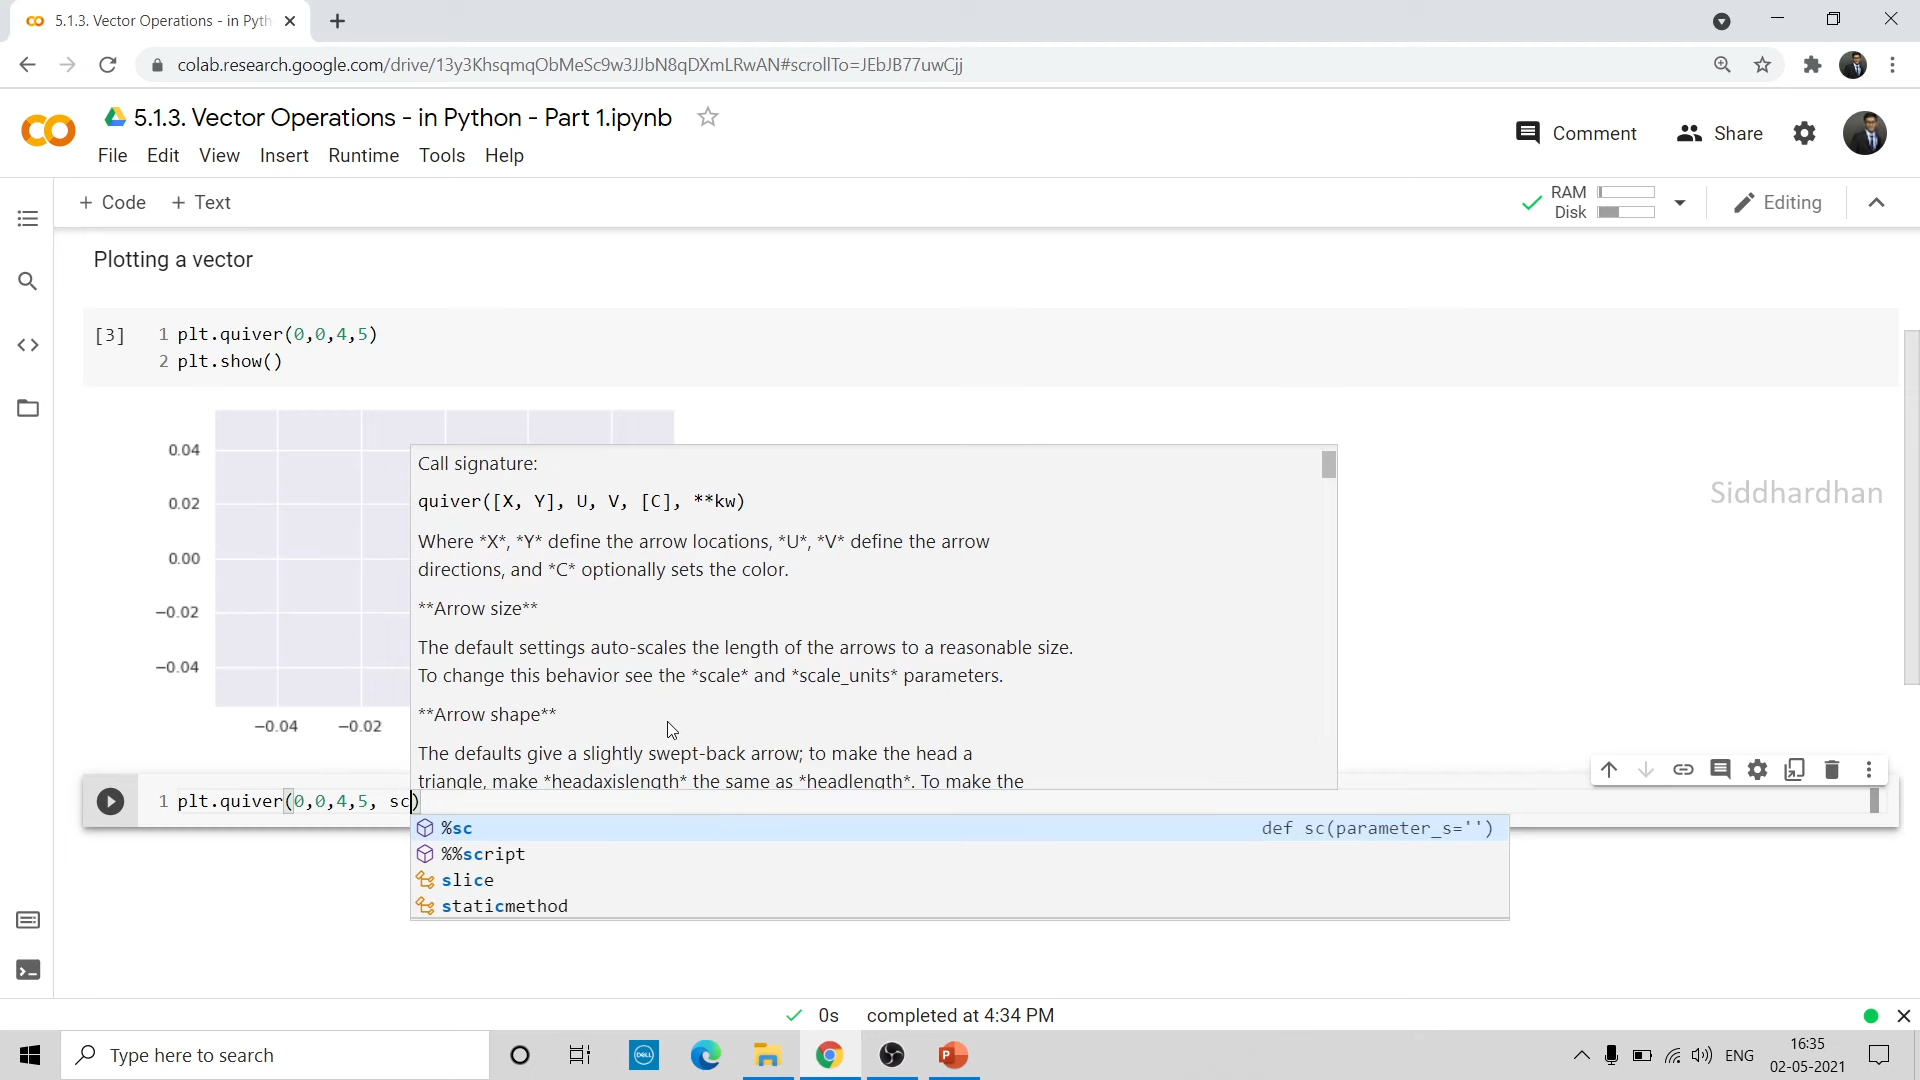 5.1.3. Vector Operations - in Pyth
colab.research.google.com/drive/13y3KhsqmqObMeSc9w3JJbN8qDXmLRwAN#scrollTo=JEbJB77uwCjj
5.1.3. Vector Operations - in Python - Part 1.ipynb
File Edit View Insert Runtime Tools Help
Comment Share
+ Code + Text
RAM
Disk
Editing
Plotting a vector
[3] 1 plt.quiver(0,0,4,5)
2 plt.show()
0.04
0.02
0.00
−0.02
−0.04
−0.04 −0.02
Call signature:
quiver([X, Y], U, V, [C], **kw)
Where *X*, *Y* define the arrow locations, *U*, *V* define the arrow
directions, and *C* optionally sets the color.
**Arrow size**
The default settings auto-scales the length of the arrows to a reasonable size.
To change this behavior see the *scale* and *scale_units* parameters.
**Arrow shape**
The defaults give a slightly swept-back arrow; to make the head a
triangle, make *headaxislength* the same as *headlength*. To make the
Siddhardhan
1 plt.quiver(0,0,4,5, sc)
%sc def sc(parameter_s='')
%%script
slice
staticmethod
0s completed at 4:34 PM
Type here to search
DELL
P
ENG
16:35
02-05-2021